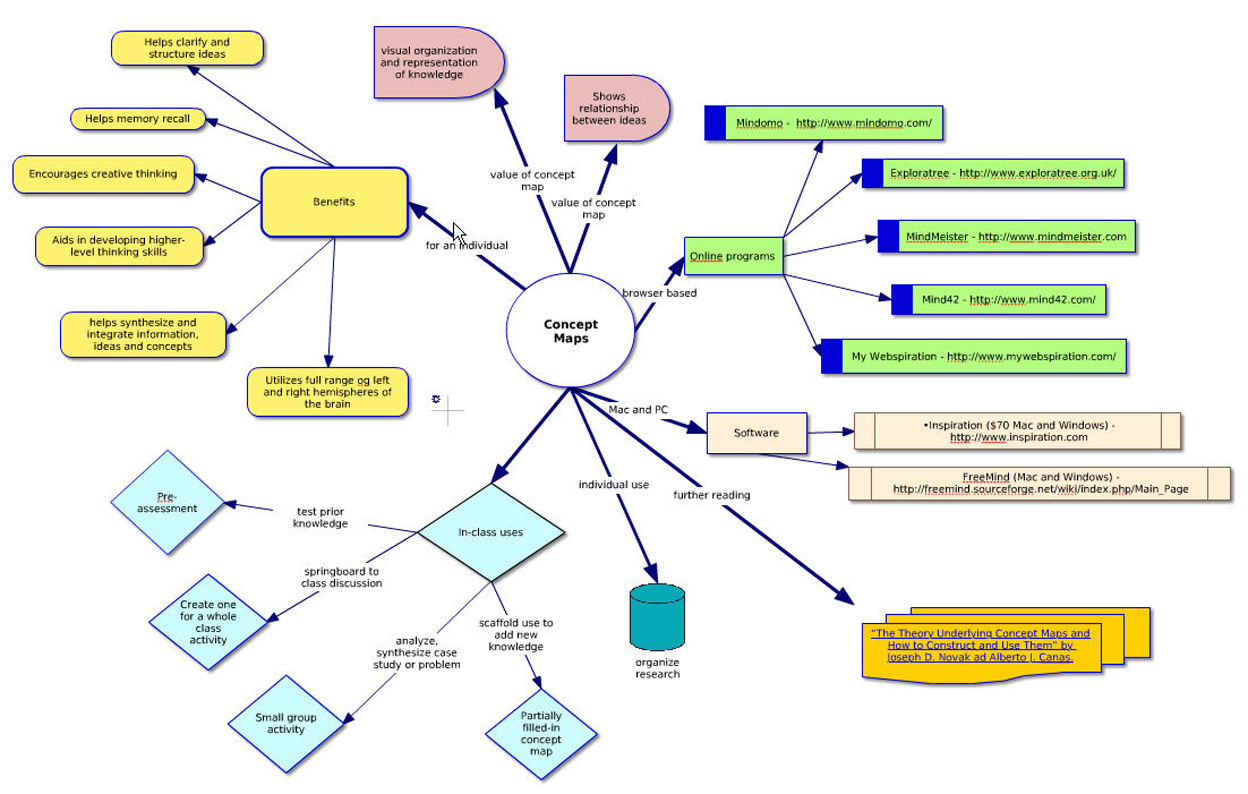 Helps clarify and
structure ideas
Helps memory recall
Encourages creative thinking
Aids in developing higher-
level thinking skills
helps synthesize and
integrate information,
ideas and concepts
Utilizes full range og left
and right hemispheres of
the brain
Benefits
for an individual
visual organization
and representation
of knowledge
value of concept
map
Shows
relationship
between ideas
value of concept
map
Concept
Maps
browser based
Online programs
Mindomo - http://www.mindomo.com/
Exploratree - http://www.exploratree.org.uk/
MindMeister - http://www.mindmeister.com
Mind42 - http://www.mind42.com/
My Webspiration - http://www.mywebspiration.com/
Mac and PC
Software
•Inspiration ($70 Mac and Windows) -
http://www.inspiration.com
FreeMind (Mac and Windows) -
http://freemind.sourceforge.net/wiki/index.php/Main_Page
further reading
"The Theory Underlying Concept Maps and
How to Construct and Use Them" by
Joseph D. Novak ad Alberto J. Canas.
individual use
organize
research
In-class uses
test prior
knowledge
Pre-
assessment
springboard to
class discussion
Create one
for a whole
class
activity
analyze,
synthesize case
study or problem
Small group
activity
scaffold use to
add new
knowledge
Partially
filled-in
concept
map